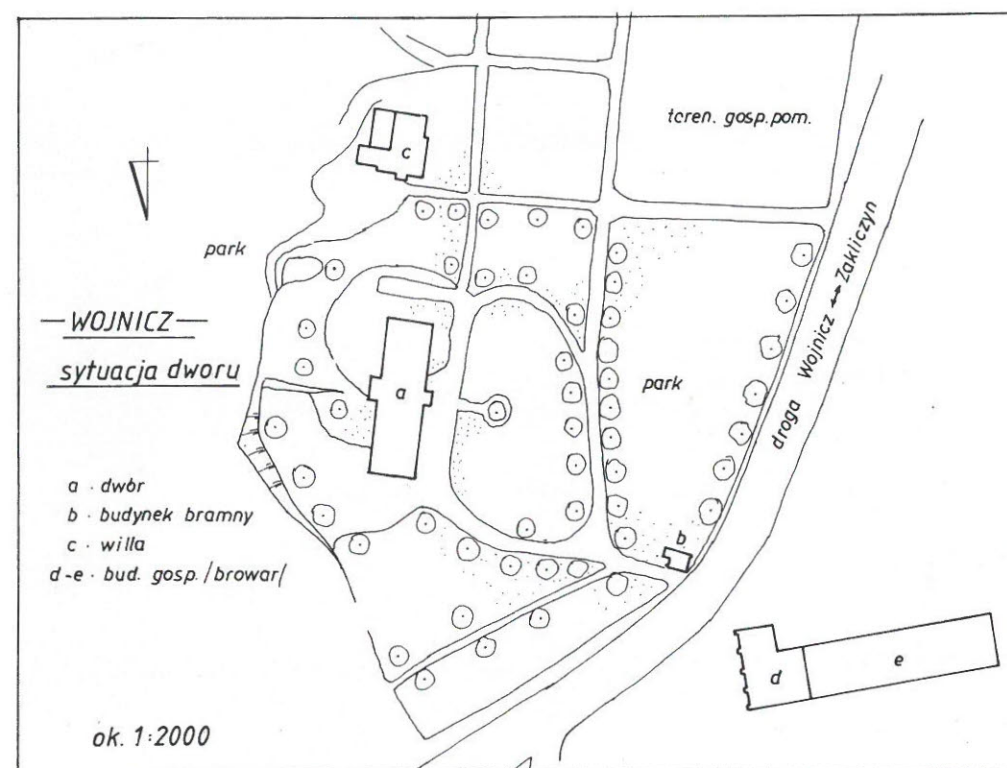 teren. gosp. pom.
c
park
— WOJNICZ —
sytuacja dworu
a
park
droga Wojnicz ↔ Zakliczyn
a · dwór
b · budynek bramny
c · willa
d-e · bud. gosp. /browar/
b
d
e
ok. 1:2000